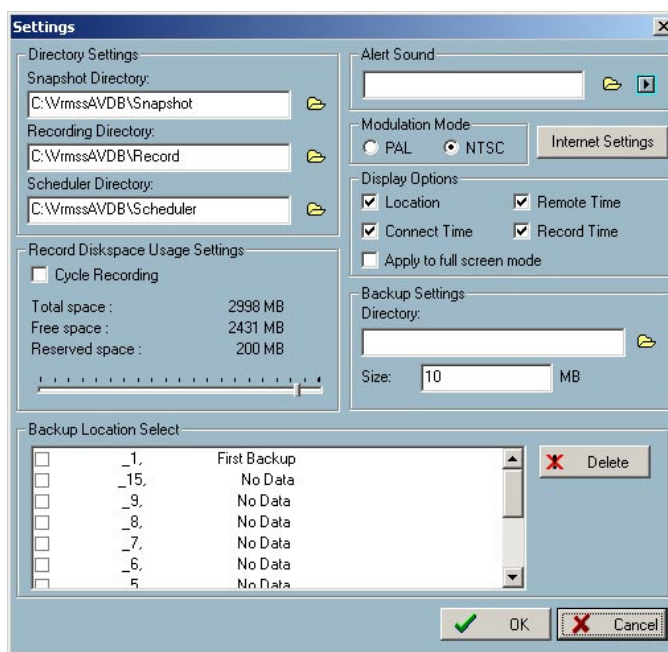 Settings
Directory Settings
Snapshot Directory:
C:\VrmssAVDB\Snapshot
Recording Directory:
C:\VrmssAVDB\Record
Scheduler Directory:
C:\VrmssAVDB\Scheduler
Record Diskspace Usage Settings
Cycle Recording
Total space : 2998 MB
Free space : 2431 MB
Reserved space : 200 MB
Alert Sound
Modulation Mode
PAL NTSC
Internet Settings
Display Options
Location Remote Time
Connect Time Record Time
Apply to full screen mode
Backup Settings
Directory:
Size: 10 MB
Backup Location Select
_1, First Backup
_15, No Data
_9, No Data
_8, No Data
_7, No Data
_6, No Data
_5, No Data
Delete
OK Cancel